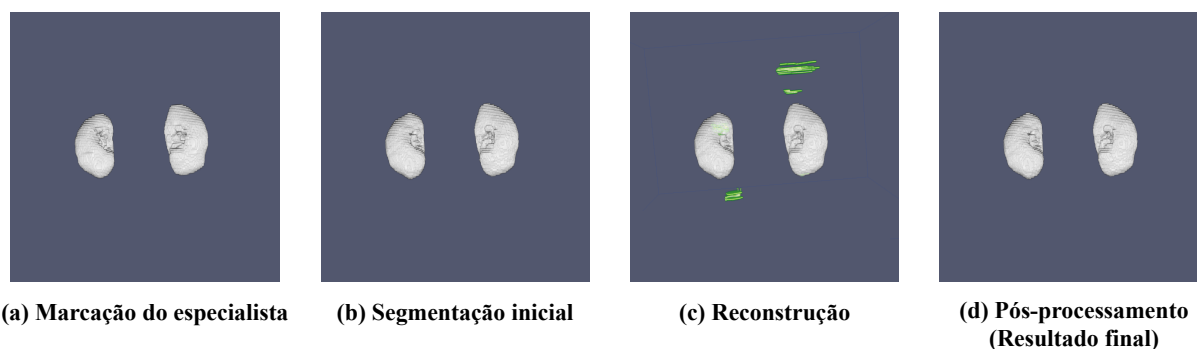 (a) Marcação do especialista
(b) Segmentação inicial
(c) Reconstrução
(d) Pós-processamento
(Resultado final)